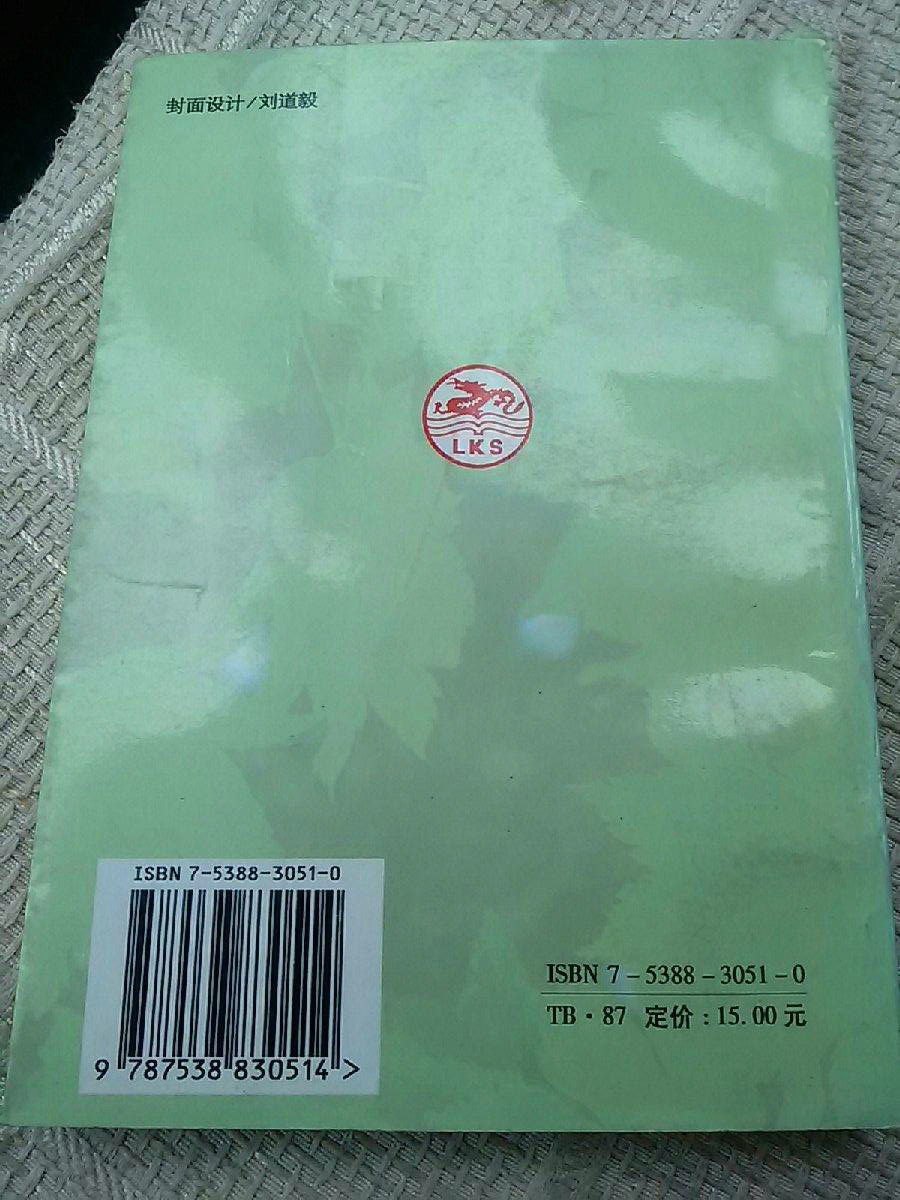 封面设计/刘道毅
LKS
ISBN 7-5388-3051-0
9 787538 830514 >
ISBN 7-5388-3051-0
TB·87 定价:15.00元